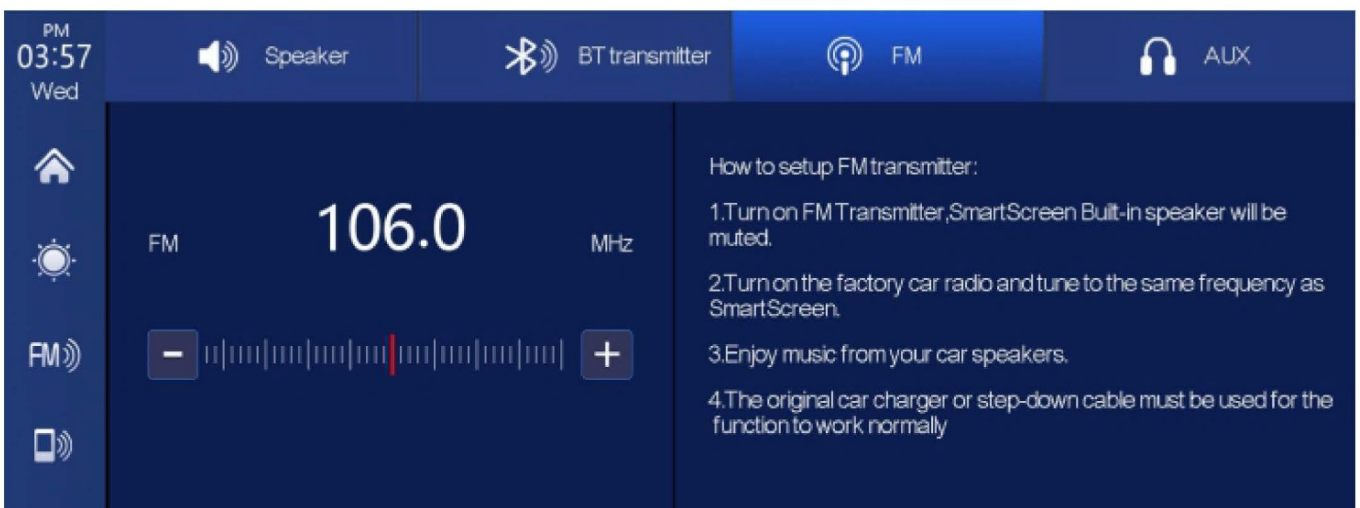 PM
03:57
Wed
Speaker
BT transmitter
FM
AUX
FM
106.0
MHz
FM
How to setup FM transmitter:
1.Turn on FM Transmitter,SmartScreen Built-in speaker will be
muted.
2.Turn on the factory car radio and tune to the same frequency as
SmartScreen.
3.Enjoy music from your car speakers.
4.The original car charger or step-down cable must be used for the
function to work normally